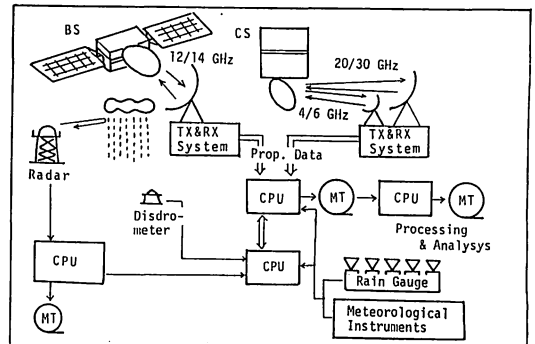 BS
CS
12/14 GHz
20/30 GHz
4/6 GHz
TX&RX
System
TX&RX
System
Prop. Data
Radar
Disdro-
meter
CPU
MT
CPU
MT
Processing
& Analysys
CPU
CPU
MT
Rain Gauge
Meteorological
Instruments